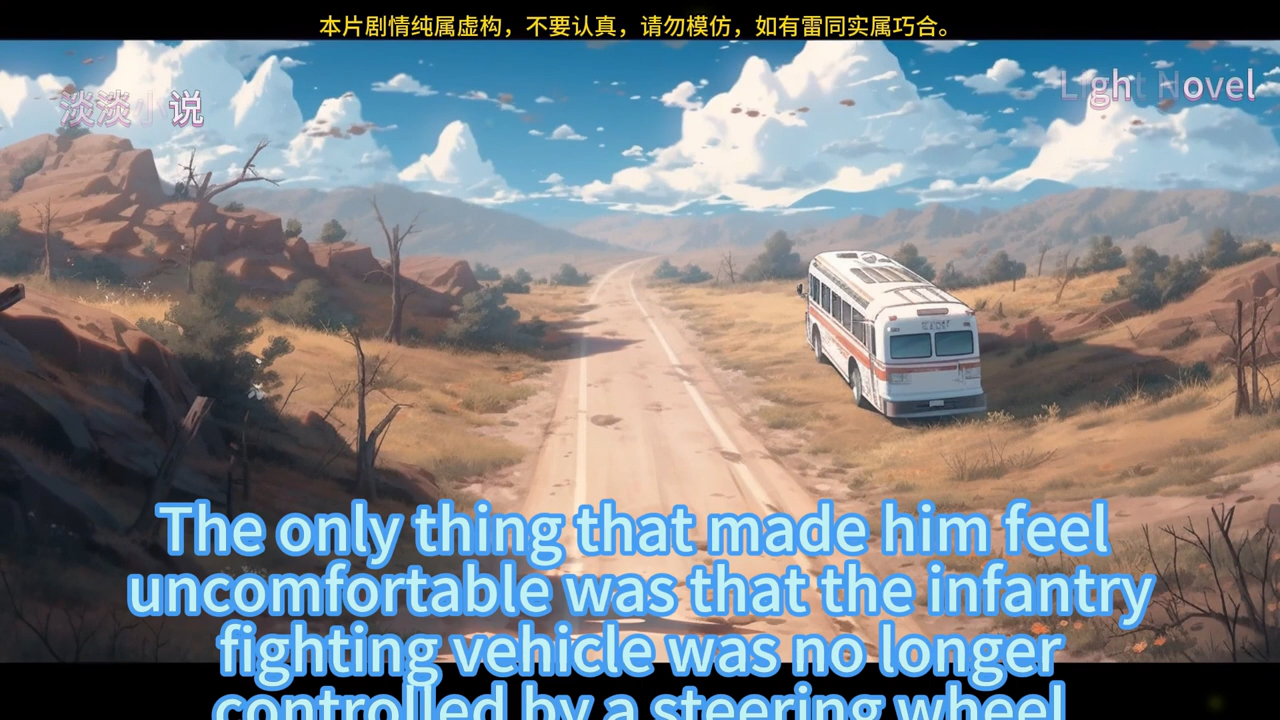 本片剧情纯属虚构，不要认真，请勿模仿，如有雷同实属巧合。
淡淡小说
Light Novel
The only thing that made him feel
uncomfortable was that the infantry
fighting vehicle was no longer
controlled by a steering wheel